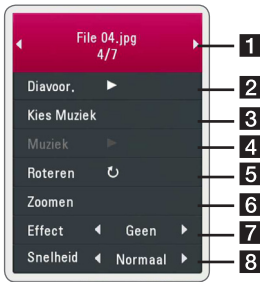 File 04.jpg
4/7
1
Diavoor. 2
Kies Muziek 3
Muziek 4
Roteren 5
Zoomen 6
Effect Geen 7
Snelheid Normaal 8